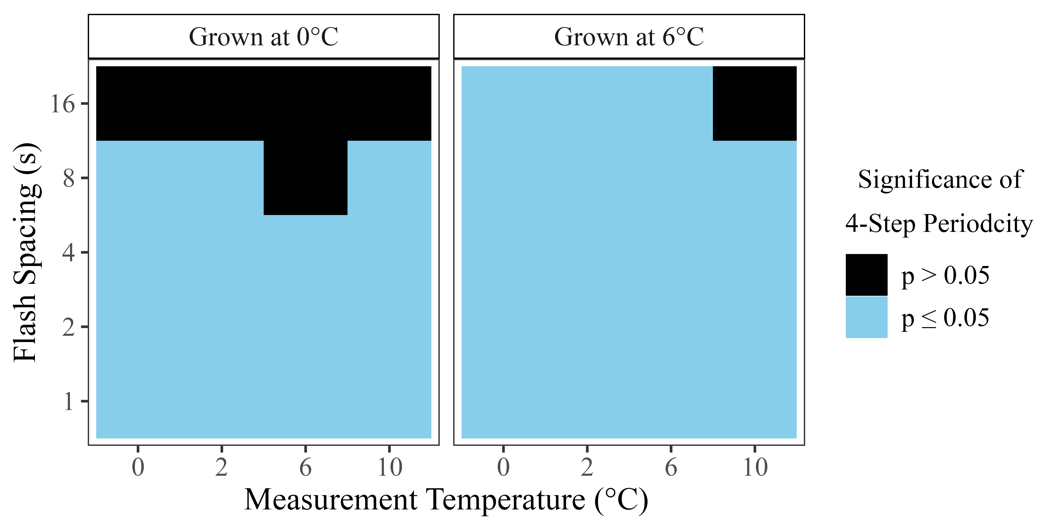 Grown at 0°C
Grown at 6°C
Flash Spacing (s)
16
8
4
2
1
0 2 6 10
0 2 6 10
Measurement Temperature (°C)
Significance of
4-Step Periodcity
p > 0.05
p ≤ 0.05